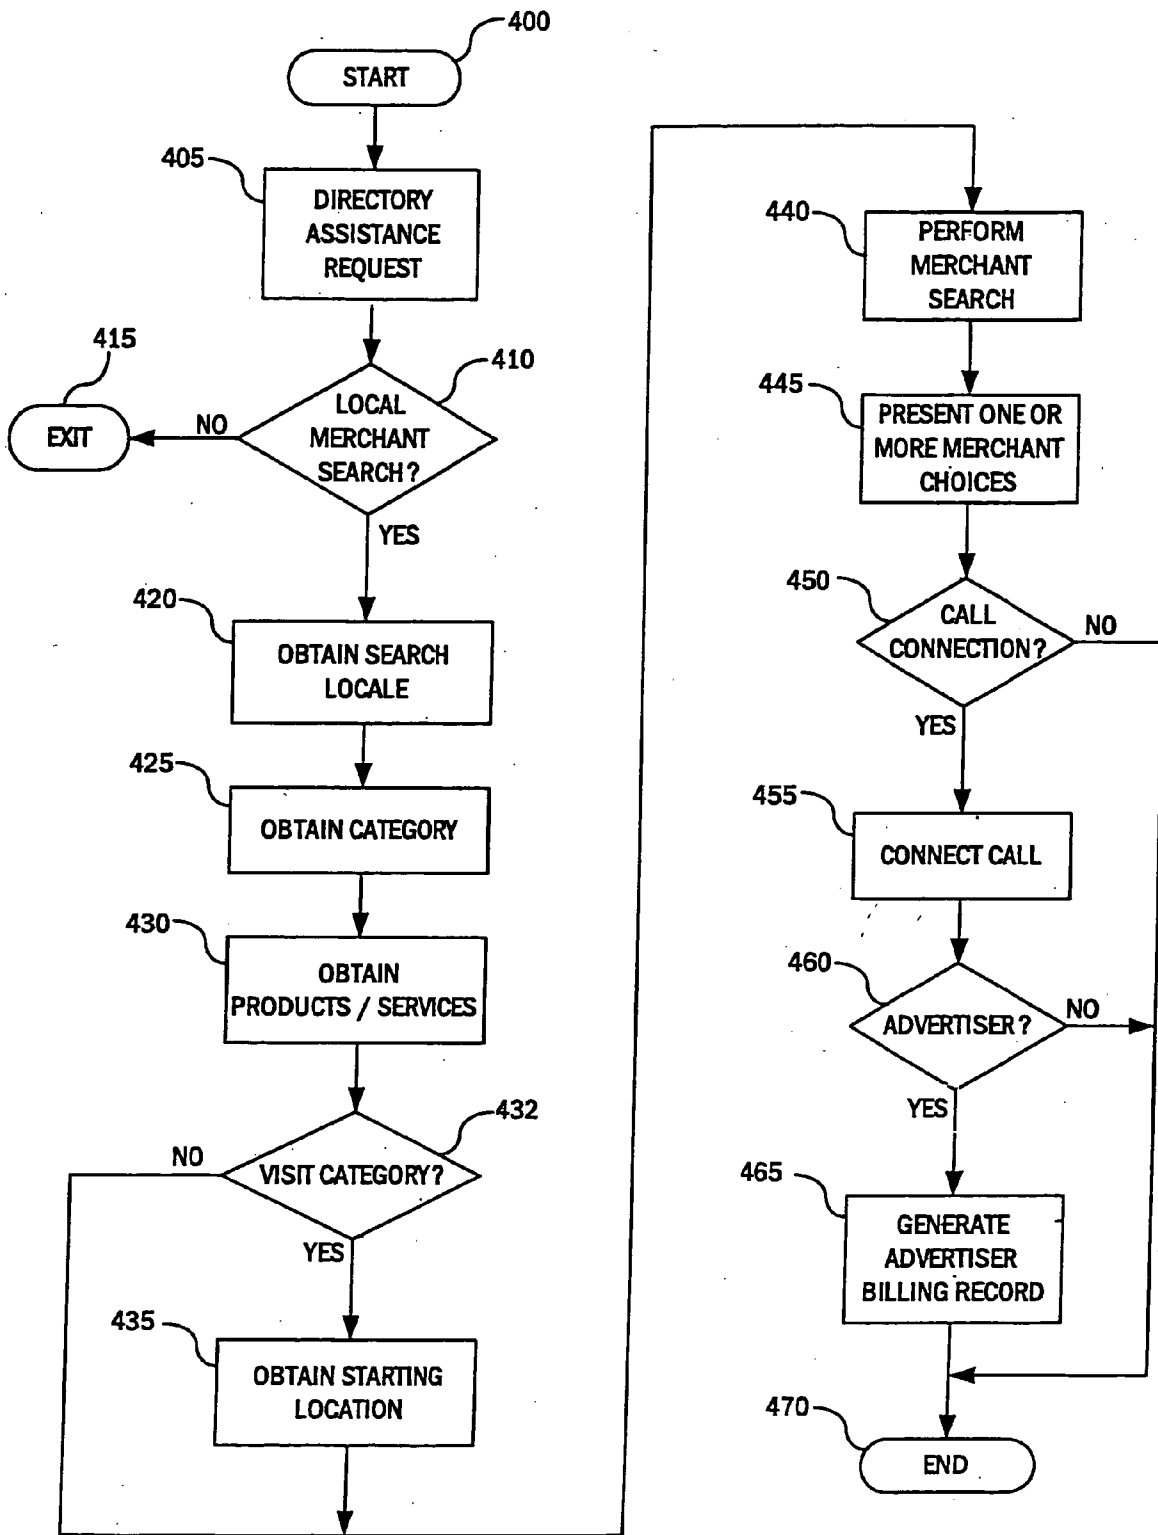 400
START
405
DIRECTORY
ASSISTANCE
REQUEST
410
LOCAL
MERCHANT
SEARCH?
415
NO
EXIT
YES
420
OBTAIN SEARCH
LOCALE
425
OBTAIN CATEGORY
430
OBTAIN
PRODUCTS / SERVICES
432
VISIT CATEGORY?
NO
YES
435
OBTAIN STARTING
LOCATION
440
PERFORM
MERCHANT
SEARCH
445
PRESENT ONE OR
MORE MERCHANT
CHOICES
450
CALL
CONNECTION?
NO
YES
455
CONNECT CALL
460
ADVERTISER?
NO
YES
465
GENERATE
ADVERTISER
BILLING RECORD
470
END